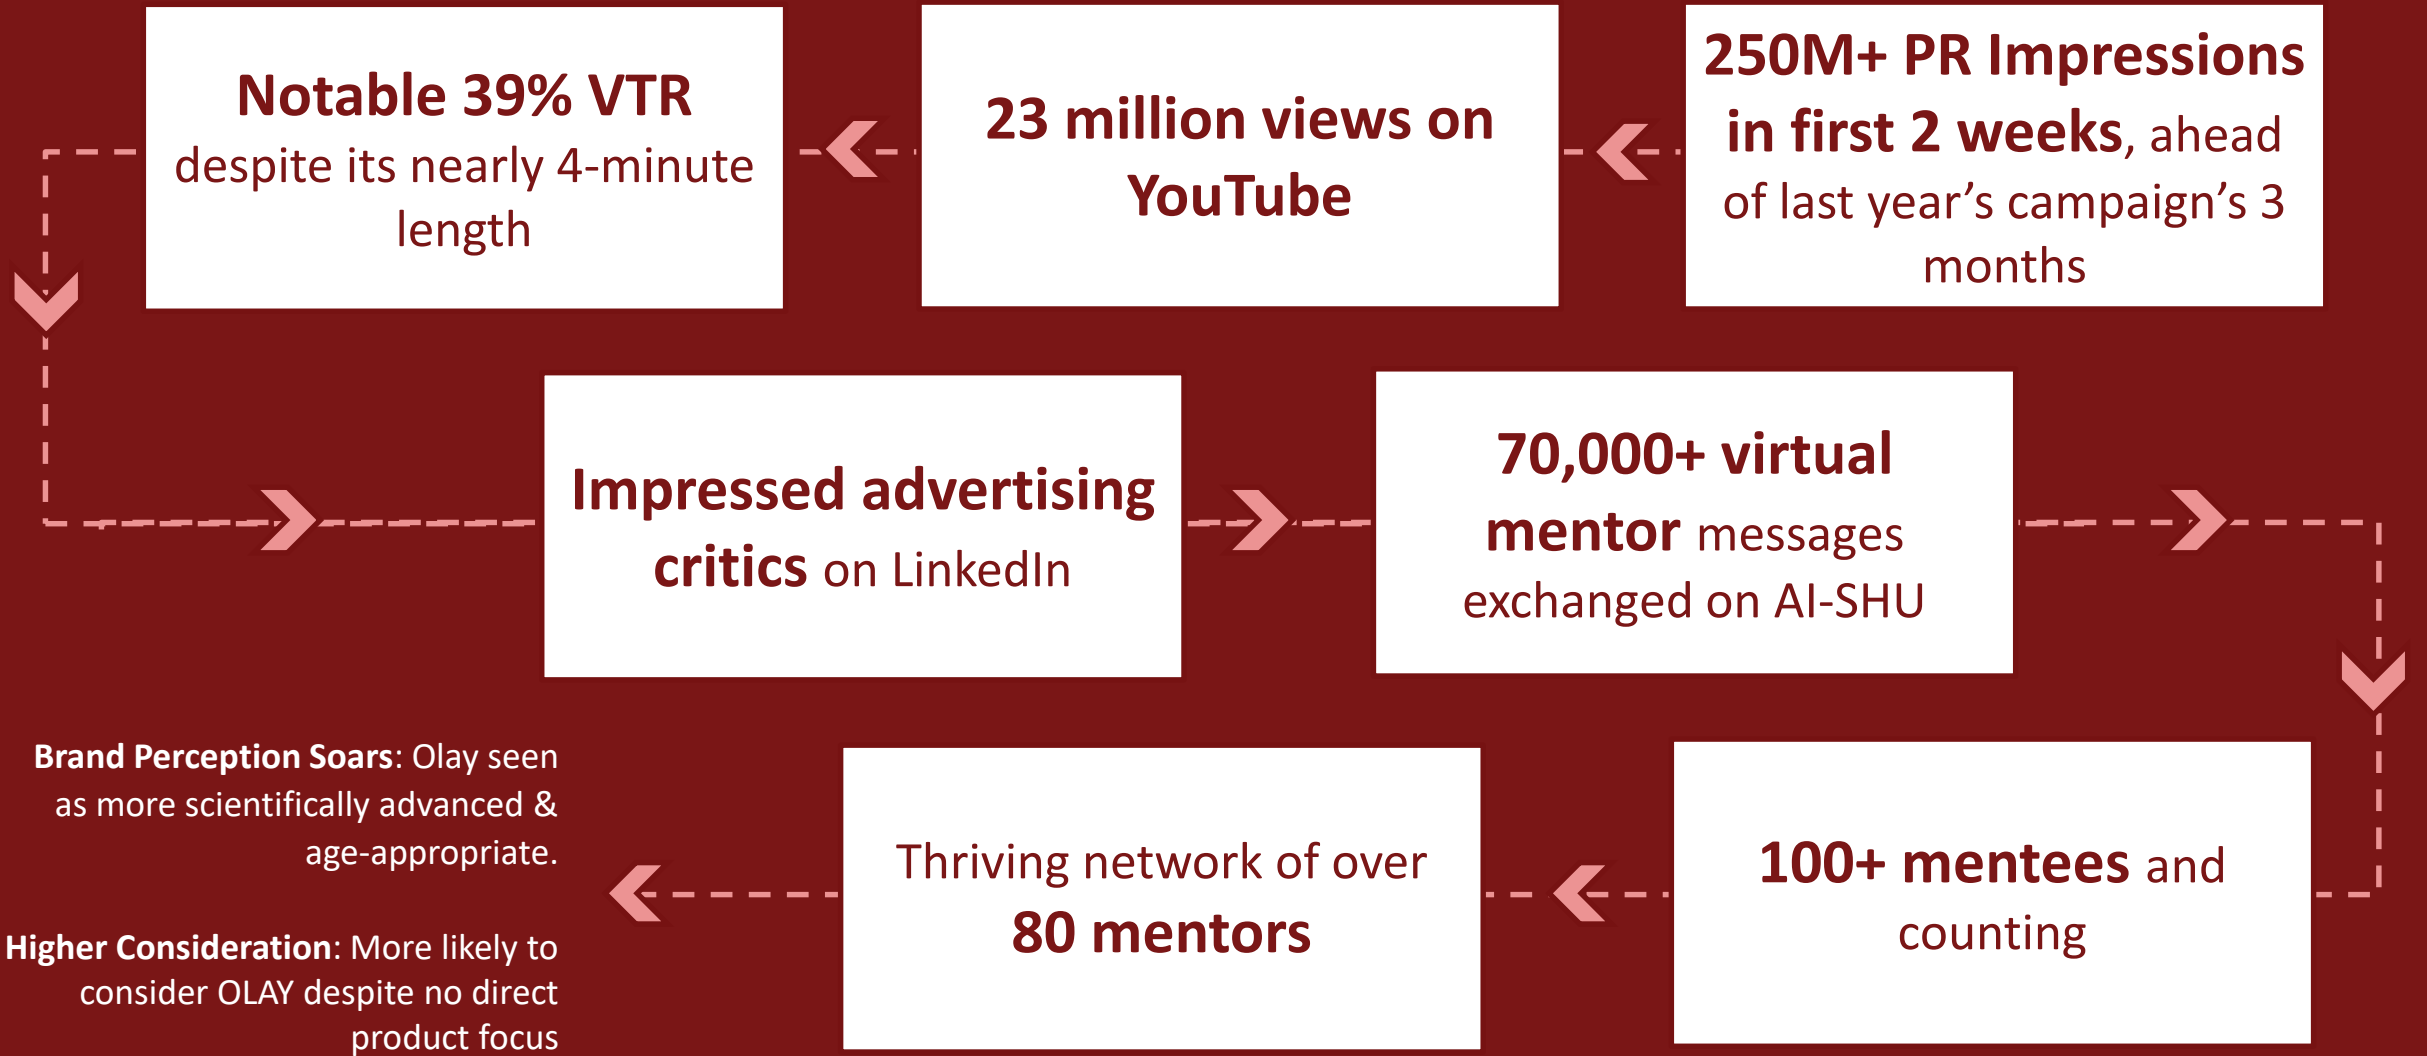 250M+ PR Impressions
in first 2 weeks, ahead
of last year’s campaign’s 3
months
23 million views on
YouTube
Notable 39% VTR
despite its nearly 4-minute
length
Impressed advertising
critics on LinkedIn
70,000+ virtual
mentor messages
exchanged on AI-SHU
100+ mentees and
counting
Thriving network of over
80 mentors
Brand Perception Soars: Olay seen
as more scientifically advanced &
age-appropriate.
Higher Consideration: More likely to
consider OLAY despite no direct
product focus